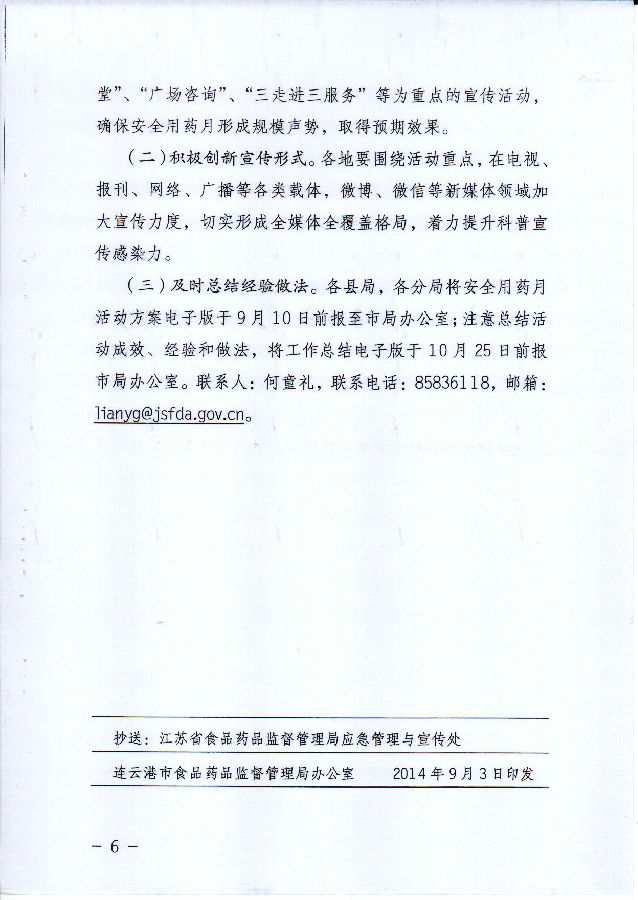 堂”、“广场咨询”、“三走进三服务”等为重点的宣传活动，
确保安全用药月形成规模声势，取得预期效果。
（二）积极创新宣传形式。各地要围绕活动重点，在电视、
报刊、网络、广播等各类载体，微博、微信等新媒体领域加
大宣传力度，切实形成全媒体全覆盖格局，着力提升科普宣
传感染力。
（三）及时总结经验做法。各县局，各分局将安全用药月
活动方案电子版于9月10日前报至市局办公室；注意总结活
动成效、经验和做法，将工作总结电子版于10月25日前报
市局办公室。联系人：何童礼，联系电话：85836118，邮箱：
lianyg@jsfda.gov.cn。
抄送：江苏省食品药品监督管理局应急管理与宣传处
连云港市食品药品监督管理局办公室 2014年9月3日印发
- 6 -